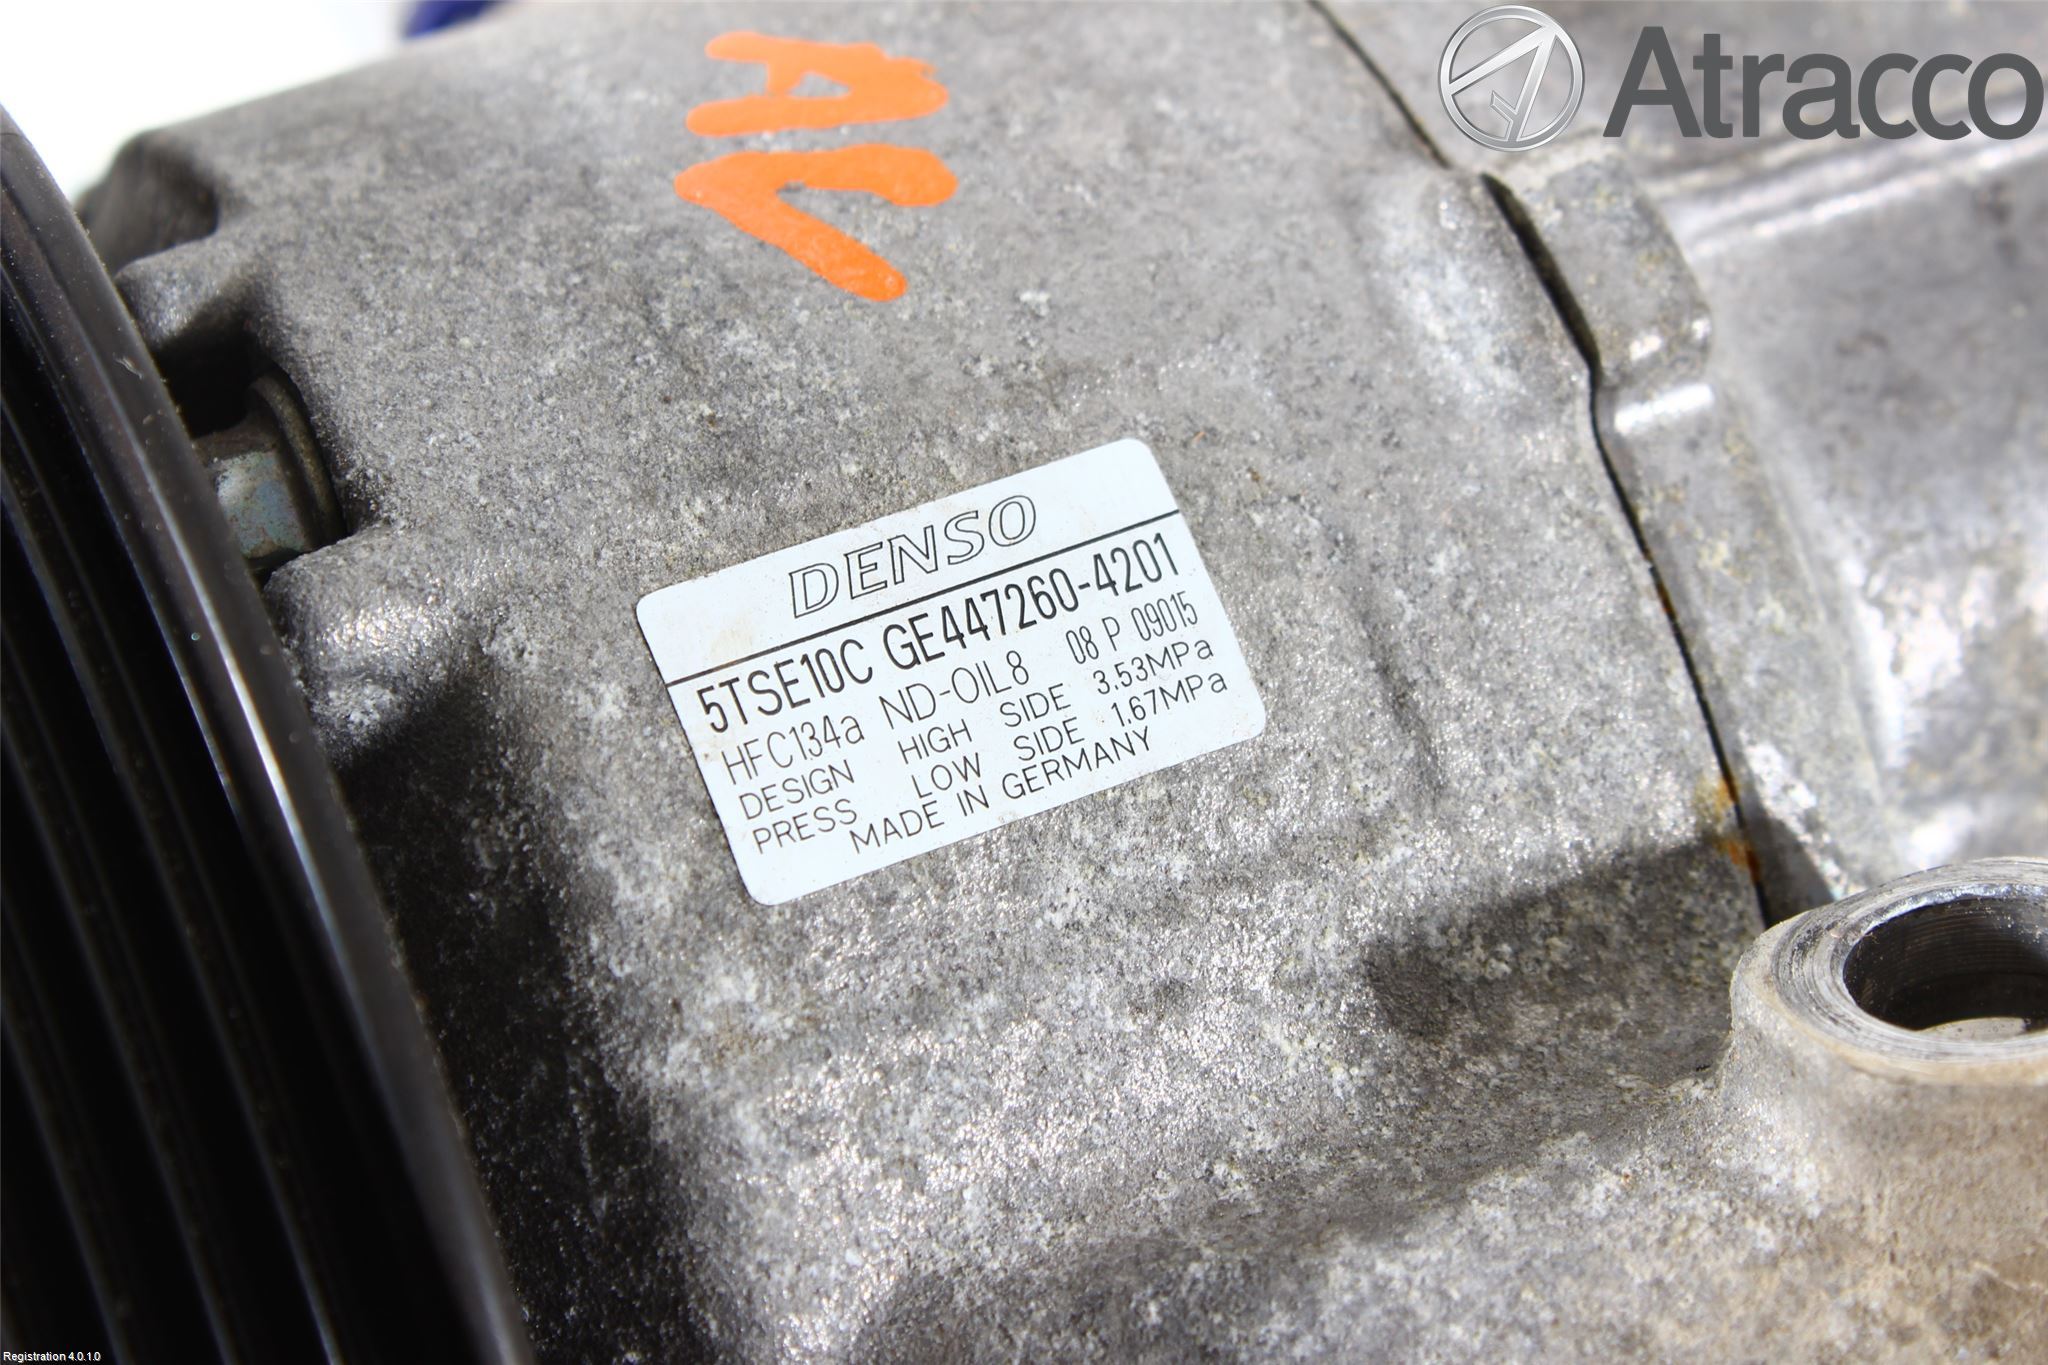 Atracco
AL
DENSO
5TSE10C GE447260-4201
HFC134a ND-OIL8 08 P 09015
DESIGN HIGH SIDE 3.53MPa
PRESS LOW SIDE 1.67MPa
MADE IN GERMANY
Registration 4.0.1.0